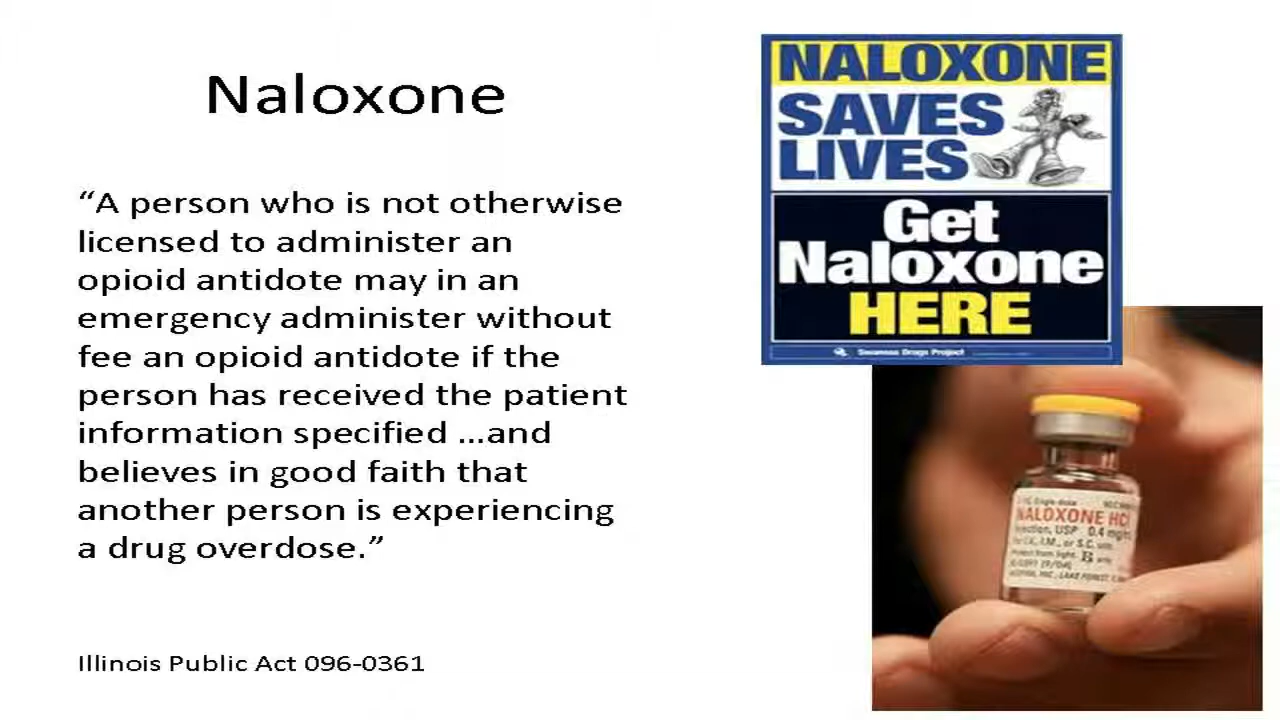 Naloxone
“A person who is not otherwise
licensed to administer an
opioid antidote may in an
emergency administer without
fee an opioid antidote if the
person has received the patient
information specified ...and
believes in good faith that
another person is experiencing
a drug overdose.”
Illinois Public Act 096-0361
NALOXONE
SAVES
LIVES
Get
Naloxone
HERE
Swansea Drugs Project
NALOXONE HCl
Injection, USP 0.4 mg/mL
Protect from light.
LAKE FOREST,